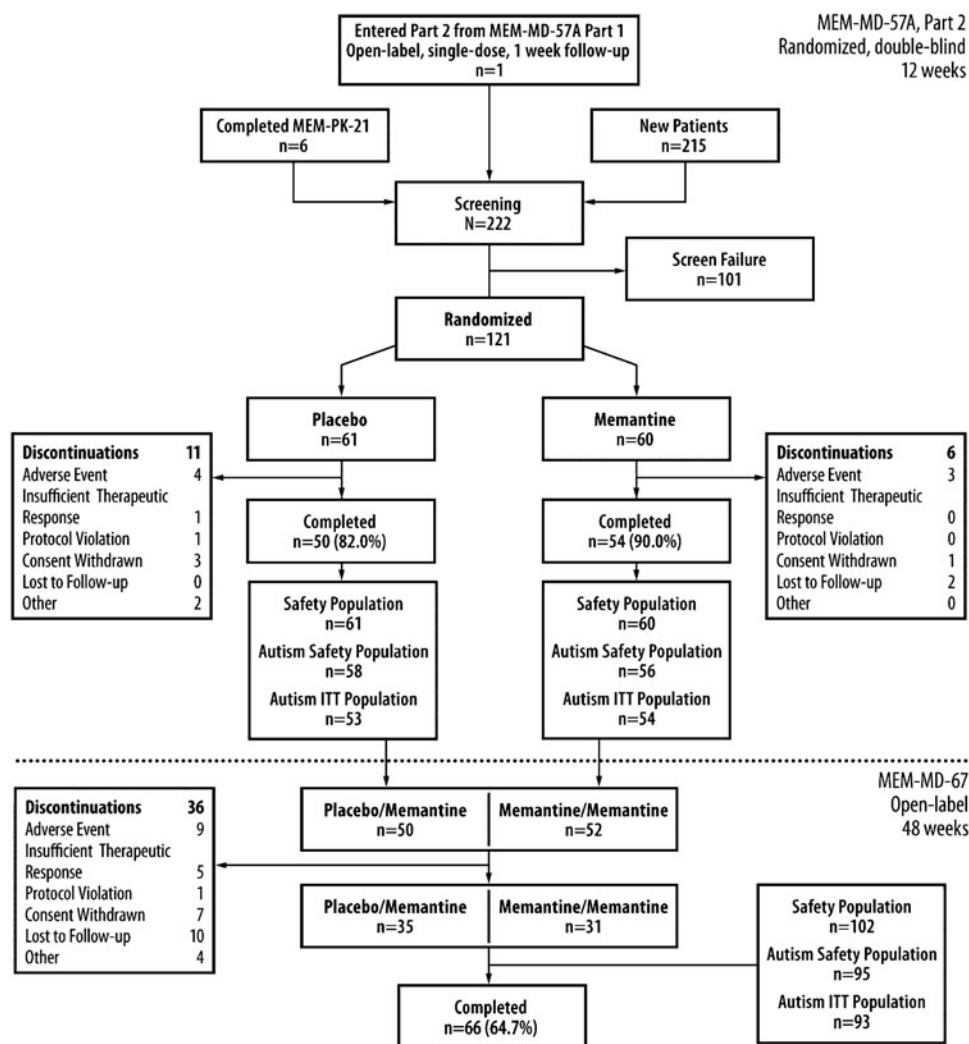 Entered Part 2 from MEM-MD-57A Part 1
Open-label, single-dose, 1 week follow-up
n=1
MEM-MD-57A, Part 2
Randomized, double-blind
12 weeks
Completed MEM-PK-21
n=6
New Patients
n=215
Screening
N=222
Screen Failure
n=101
Randomized
n=121
Placebo
n=61
Memantine
n=60
Discontinuations 11
Adverse Event 4
Insufficient Therapeutic
Response 1
Protocol Violation 1
Consent Withdrawn 3
Lost to Follow-up 0
Other 2
Completed
n=50 (82.0%)
Completed
n=54 (90.0%)
Discontinuations 6
Adverse Event 3
Insufficient Therapeutic
Response 0
Protocol Violation 0
Consent Withdrawn 1
Lost to Follow-up 2
Other 0
Safety Population
n=61
Autism Safety Population
n=58
Autism ITT Population
n=53
Safety Population
n=60
Autism Safety Population
n=56
Autism ITT Population
n=54
MEM-MD-67
Open-label
48 weeks
Discontinuations 36
Adverse Event 9
Insufficient Therapeutic
Response 5
Protocol Violation 1
Consent Withdrawn 7
Lost to Follow-up 10
Other 4
Placebo/Memantine
n=50
Memantine/Memantine
n=52
Placebo/Memantine
n=35
Memantine/Memantine
n=31
Safety Population
n=102
Autism Safety Population
n=95
Autism ITT Population
n=93
Completed
n=66 (64.7%)